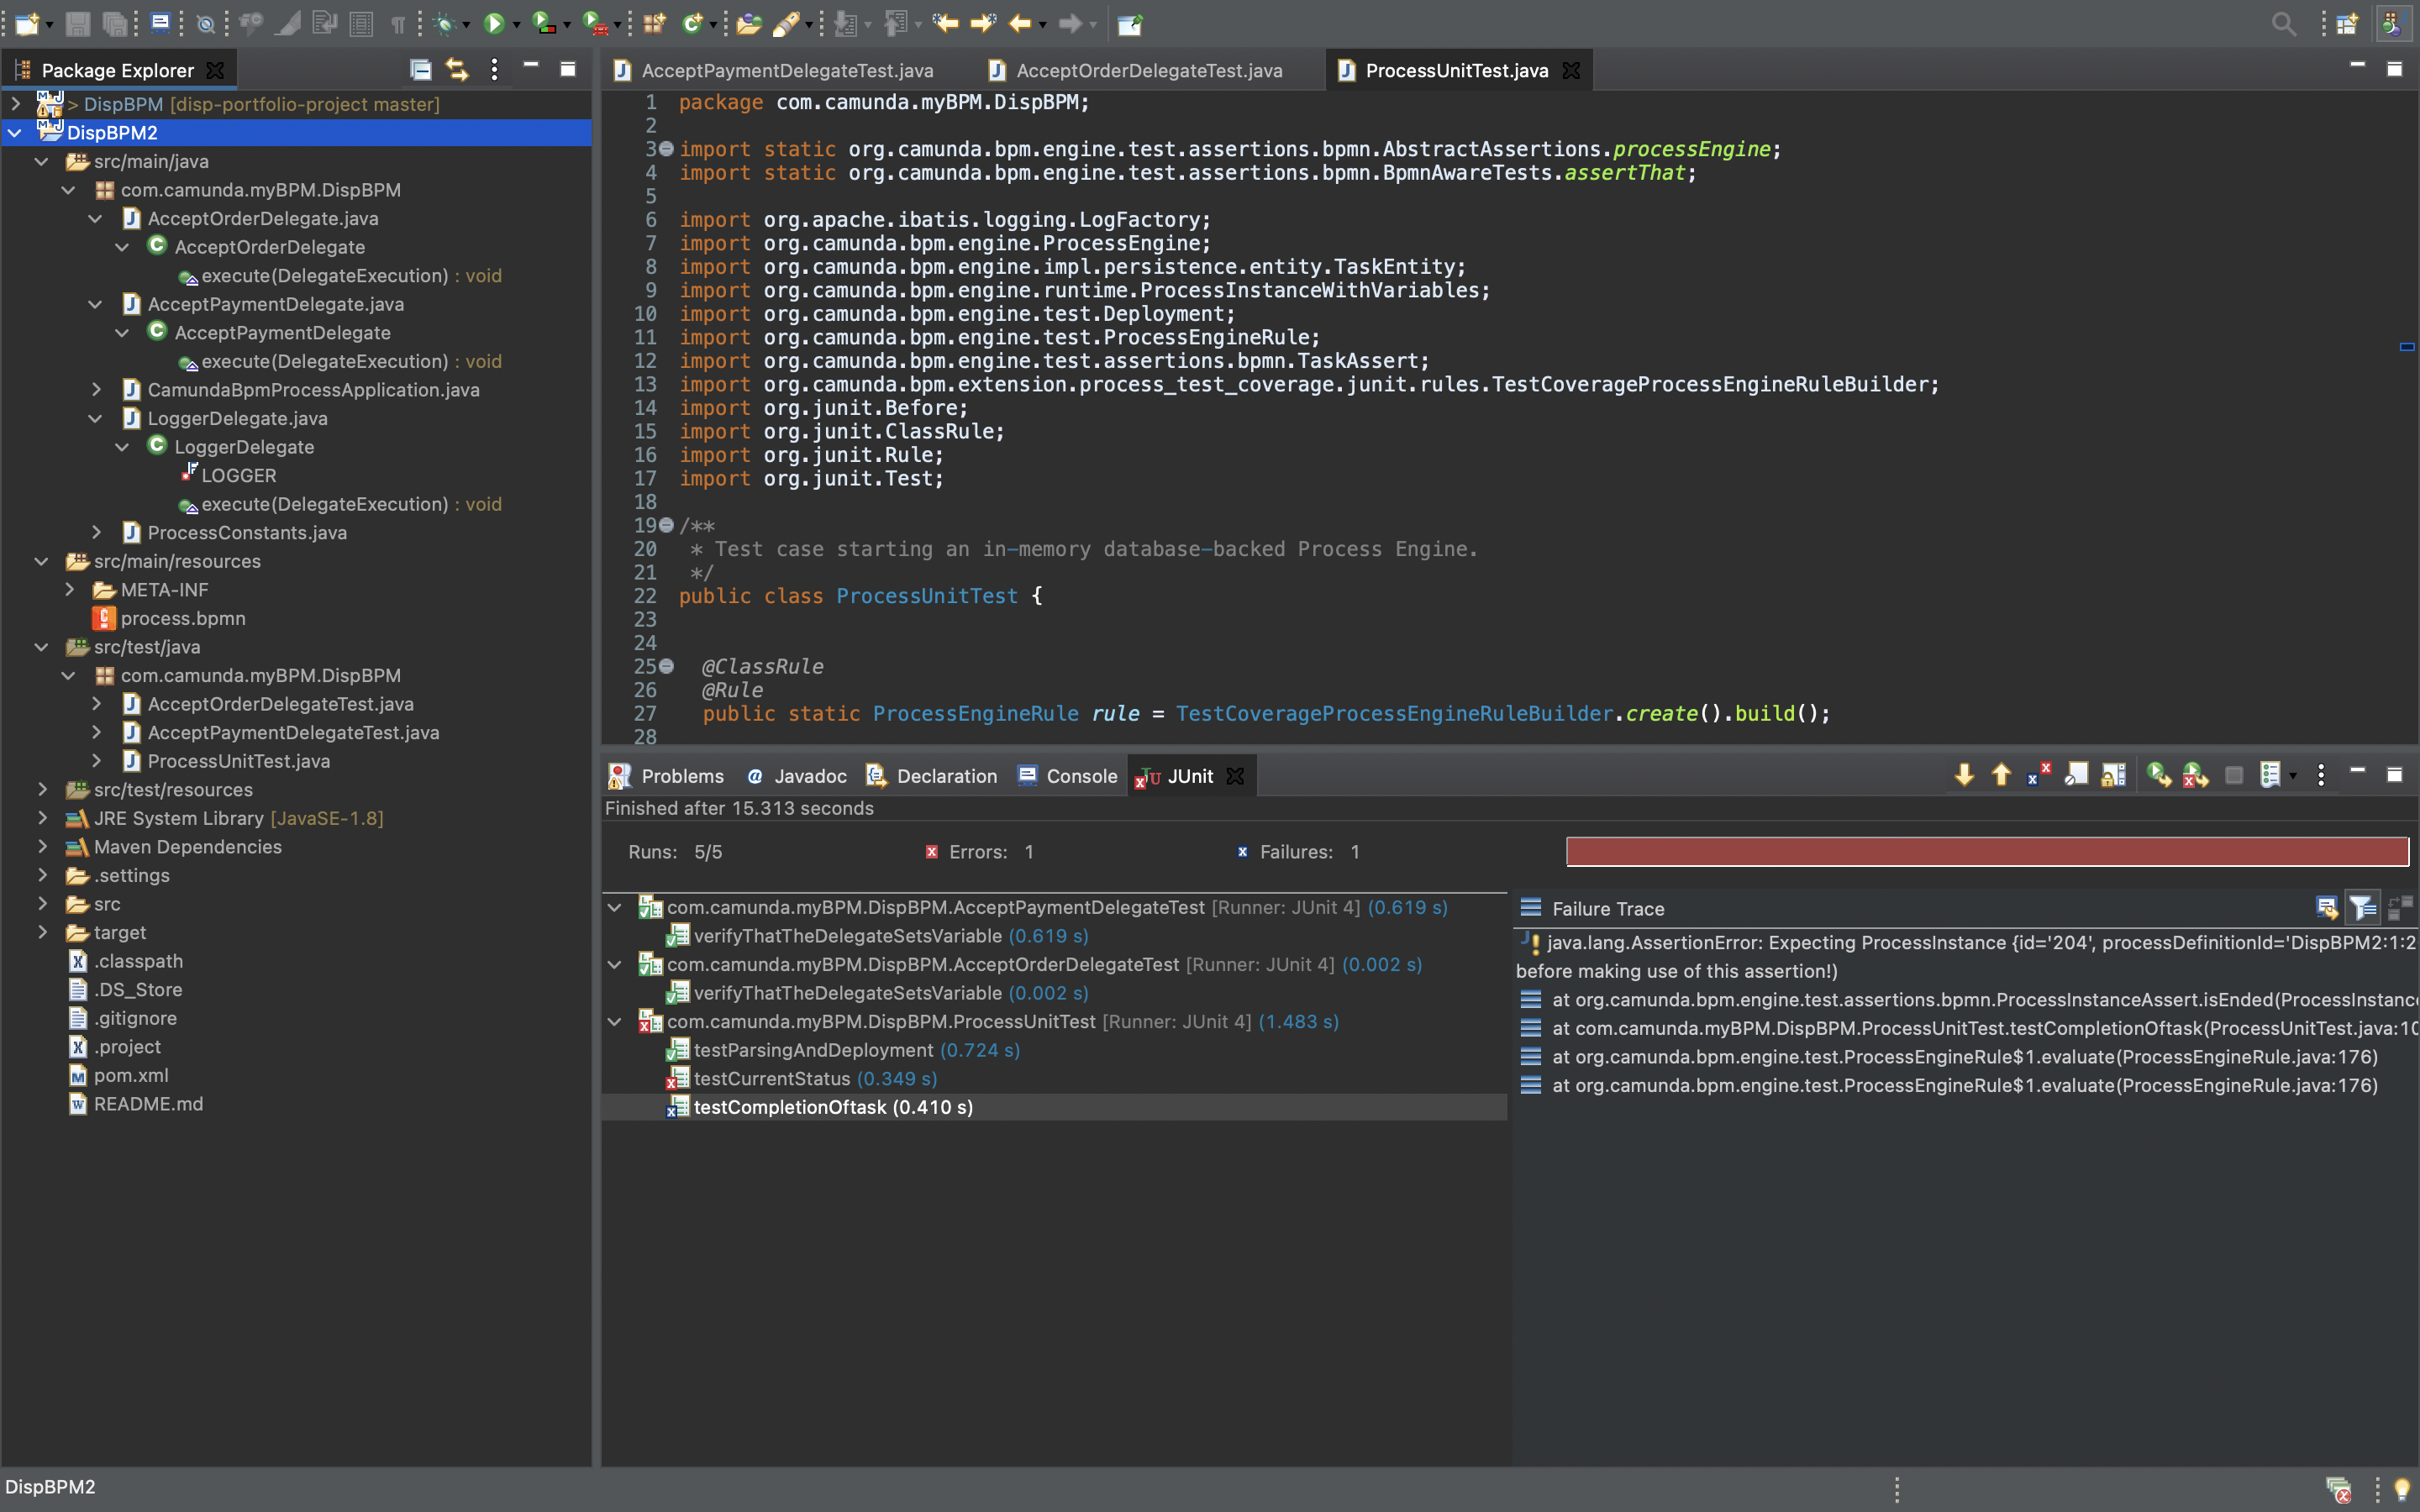 Package Explorer
> DispBPM [disp-portfolio-project master]
DispBPM2
src/main/java
com.camunda.myBPM.DispBPM
AcceptOrderDelegate.java
AcceptOrderDelegate
execute(DelegateExecution) : void
AcceptPaymentDelegate.java
AcceptPaymentDelegate
execute(DelegateExecution) : void
CamundaBpmProcessApplication.java
LoggerDelegate.java
LoggerDelegate
LOGGER
execute(DelegateExecution) : void
ProcessConstants.java
src/main/resources
META-INF
process.bpmn
src/test/java
com.camunda.myBPM.DispBPM
AcceptOrderDelegateTest.java
AcceptPaymentDelegateTest.java
ProcessUnitTest.java
src/test/resources
JRE System Library [JavaSE-1.8]
Maven Dependencies
.settings
src
target
.classpath
.DS_Store
.gitignore
.project
pom.xml
README.md
AcceptPaymentDelegateTest.java AcceptOrderDelegateTest.java ProcessUnitTest.java
1 package com.camunda.myBPM.DispBPM;
2
3 import static org.camunda.bpm.engine.test.assertions.bpmn.AbstractAssertions.processEngine;
4 import static org.camunda.bpm.engine.test.assertions.bpmn.BpmnAwareTests.assertThat;
5
6 import org.apache.ibatis.logging.LogFactory;
7 import org.camunda.bpm.engine.ProcessEngine;
8 import org.camunda.bpm.engine.impl.persistence.entity.TaskEntity;
9 import org.camunda.bpm.engine.runtime.ProcessInstanceWithVariables;
10 import org.camunda.bpm.engine.test.Deployment;
11 import org.camunda.bpm.engine.test.ProcessEngineRule;
12 import org.camunda.bpm.engine.test.assertions.bpmn.TaskAssert;
13 import org.camunda.bpm.extension.process_test_coverage.junit.rules.TestCoverageProcessEngineRuleBuilder;
14 import org.junit.Before;
15 import org.junit.ClassRule;
16 import org.junit.Rule;
17 import org.junit.Test;
18
19 /**
20 * Test case starting an in-memory database-backed Process Engine.
21 */
22 public class ProcessUnitTest {
23
24
25 @ClassRule
26 @Rule
27 public static ProcessEngineRule rule = TestCoverageProcessEngineRuleBuilder.create().build();
28
Problems @ Javadoc Declaration Console JUnit
Finished after 15.313 seconds
Runs: 5/5 Errors: 1 Failures: 1
com.camunda.myBPM.DispBPM.AcceptPaymentDelegateTest [Runner: JUnit 4] (0.619 s)
verifyThatTheDelegateSetsVariable (0.619 s)
com.camunda.myBPM.DispBPM.AcceptOrderDelegateTest [Runner: JUnit 4] (0.002 s)
verifyThatTheDelegateSetsVariable (0.002 s)
com.camunda.myBPM.DispBPM.ProcessUnitTest [Runner: JUnit 4] (1.483 s)
testParsingAndDeployment (0.724 s)
testCurrentStatus (0.349 s)
testCompletionOftask (0.410 s)
Failure Trace
java.lang.AssertionError: Expecting ProcessInstance {id='204', processDefinitionId='DispBPM2:1:2
before making use of this assertion!)
at org.camunda.bpm.engine.test.assertions.bpmn.ProcessInstanceAssert.isEnded(ProcessInstanc
at com.camunda.myBPM.DispBPM.ProcessUnitTest.testCompletionOftask(ProcessUnitTest.java:10
at org.camunda.bpm.engine.test.ProcessEngineRule$1.evaluate(ProcessEngineRule.java:176)
at org.camunda.bpm.engine.test.ProcessEngineRule$1.evaluate(ProcessEngineRule.java:176)
DispBPM2